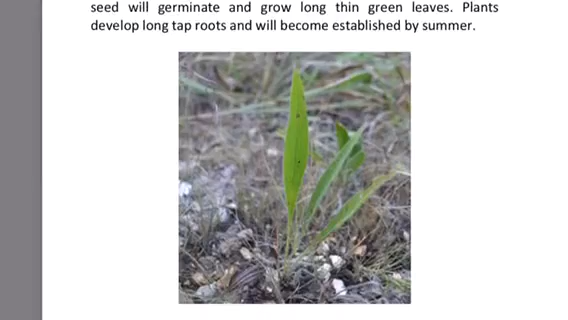 seed will germinate and grow long thin green leaves. Plants
develop long tap roots and will become established by summer.